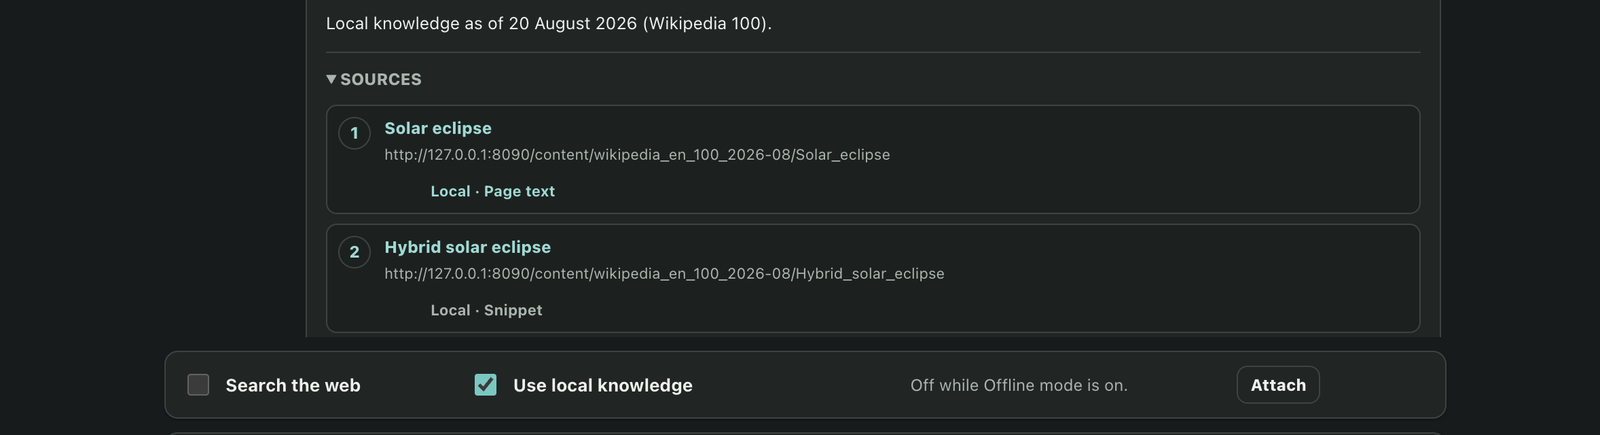 Local knowledge as of 20 August 2026 (Wikipedia 100).
▼ SOURCES
1 Solar eclipse
http://127.0.0.1:8090/content/wikipedia_en_100_2026-08/Solar_eclipse
Local · Page text
2 Hybrid solar eclipse
http://127.0.0.1:8090/content/wikipedia_en_100_2026-08/Hybrid_solar_eclipse
Local · Snippet
Search the web Use local knowledge Off while Offline mode is on. Attach